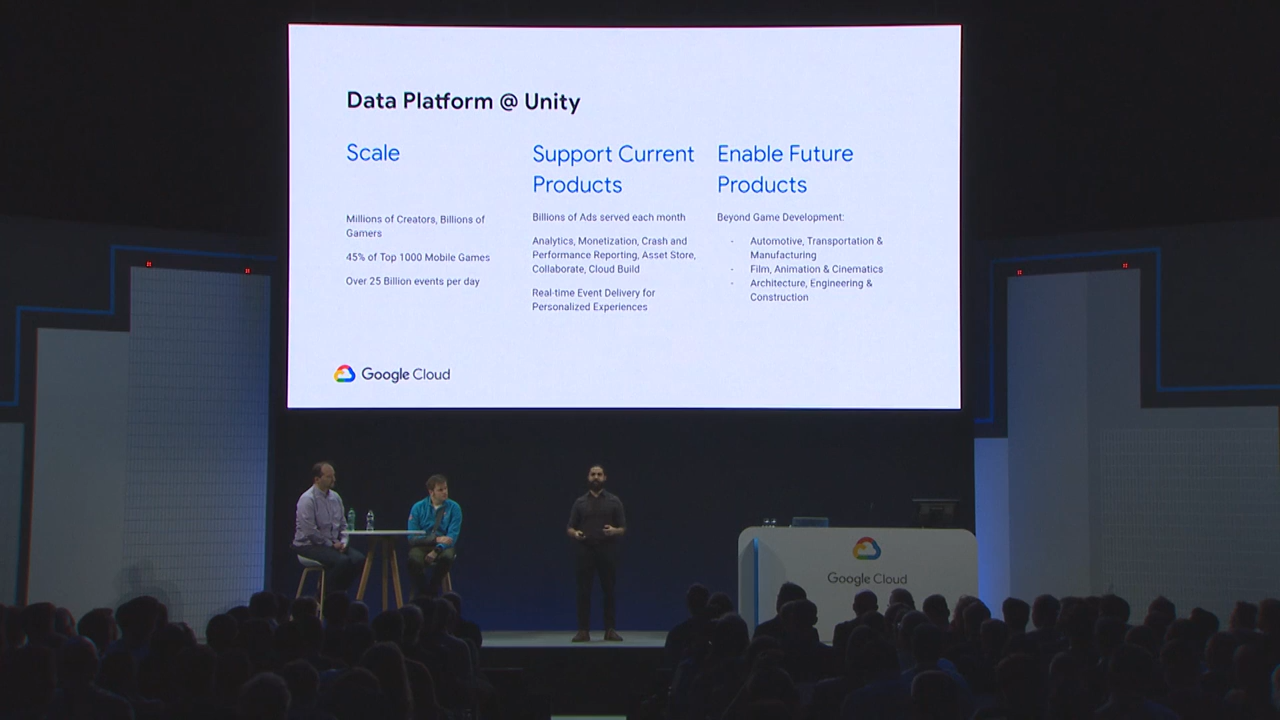 Data Platform @ Unity
Scale
Millions of Creators, Billions of
Gamers
45% of Top 1000 Mobile Games
Over 25 Billion events per day
Support Current
Products
Billions of Ads served each month
Analytics, Monetization, Crash and
Performance Reporting, Asset Store,
Collaborate, Cloud Build
Real-time Event Delivery for
Personalized Experiences
Enable Future
Products
Beyond Game Development:
- Automotive, Transportation &
Manufacturing
- Film, Animation & Cinematics
- Architecture, Engineering &
Construction
Google Cloud
Google Cloud